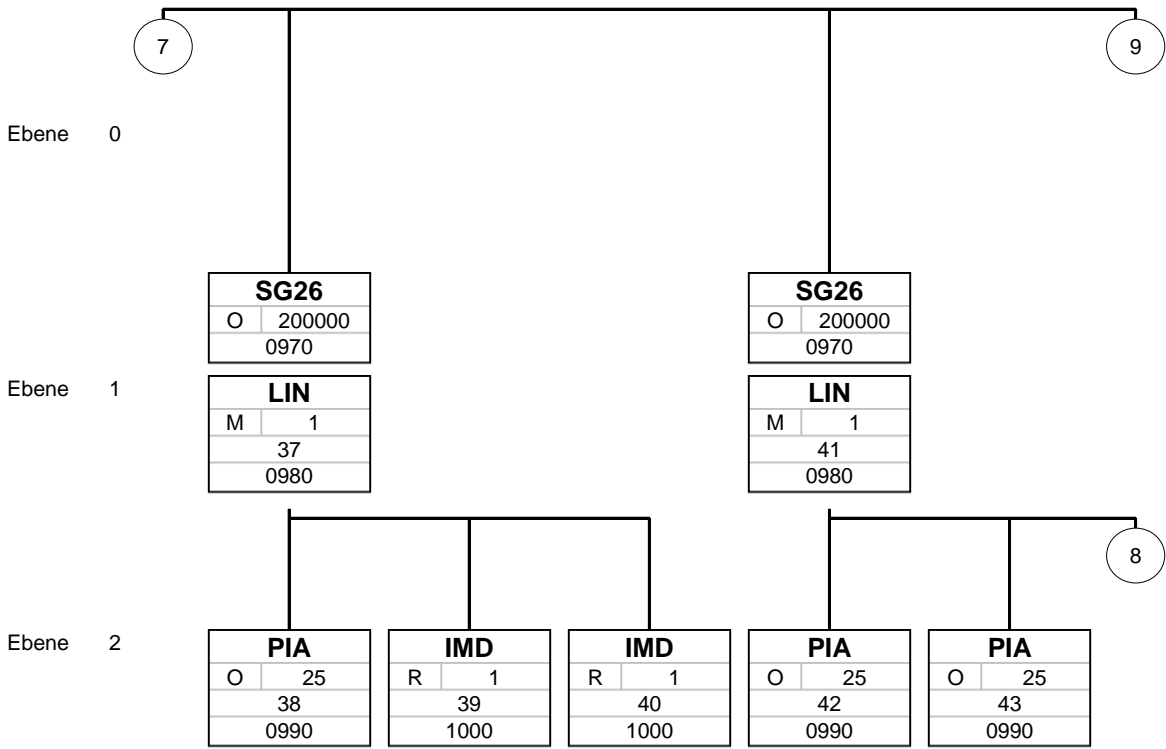 7 9
Ebene 0
SG26 SG26
O 200000 O 200000
0970 0970
Ebene 1 LIN LIN
M 1 M 1
37 41
0980 0980
8
Ebene 2 PIA IMD IMD PIA PIA
O 25 R 1 R 1 O 25 O 25
38 39 40 42 43
0990 1000 1000 0990 0990